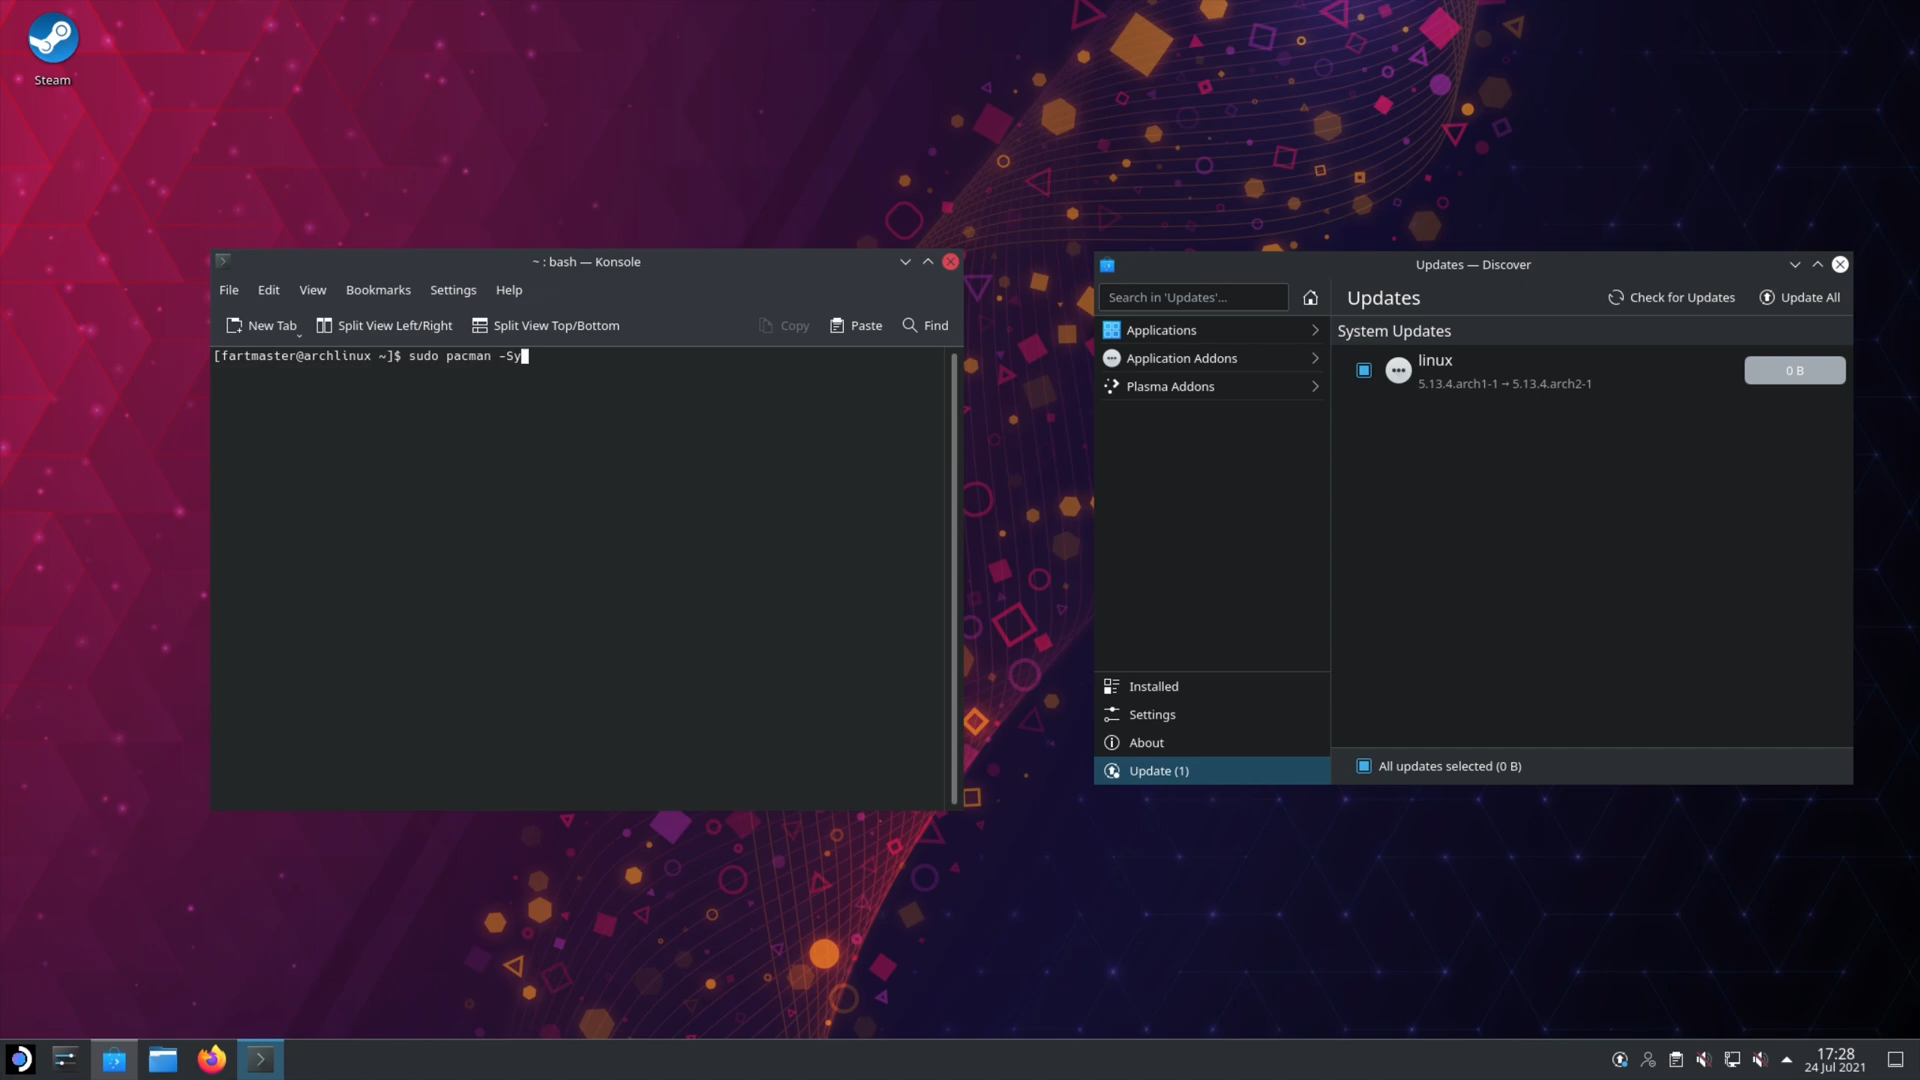 Steam
~ : bash — Konsole
File Edit View Bookmarks Settings Help
New Tab Split View Left/Right Split View Top/Bottom Copy Paste Find
[fartmaster@archlinux ~]$ sudo pacman -Sy
Updates — Discover
Search in 'Updates'...
Applications
Application Addons
Plasma Addons
Installed
Settings
About
Update (1)
Updates Check for Updates Update All
System Updates
linux
5.13.4.arch1-1 → 5.13.4.arch2-1
0 B
All updates selected (0 B)
17:28
24 Jul 2021